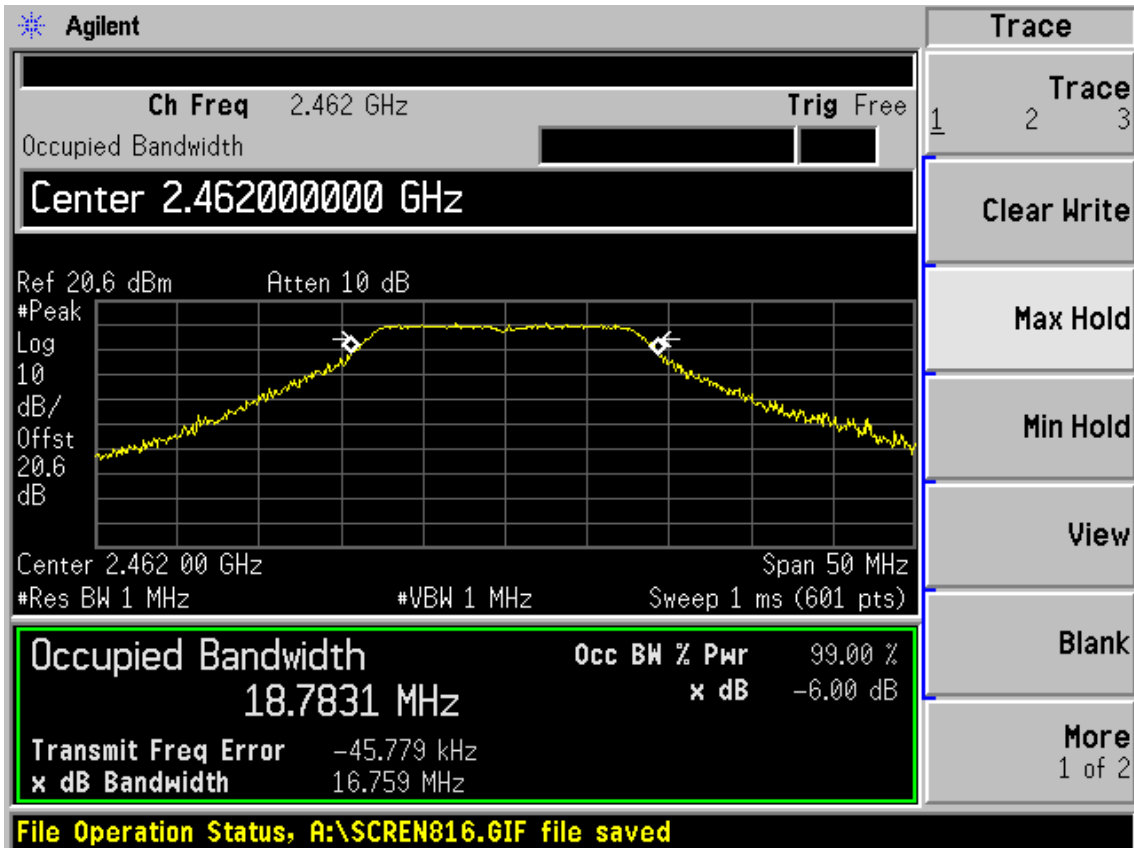 Agilent
Trace
Ch Freq 2.462 GHz Trig Free
Occupied Bandwidth
Center 2.462000000 GHz
Ref 20.6 dBm Atten 10 dB
#Peak
Log
10
dB/
Offst
20.6
dB
Center 2.462 00 GHz Span 50 MHz
#Res BW 1 MHz #VBW 1 MHz Sweep 1 ms (601 pts)
Occupied Bandwidth
18.7831 MHz
Occ BW % Pwr 99.00 %
x dB -6.00 dB
Transmit Freq Error -45.779 kHz
x dB Bandwidth 16.759 MHz
File Operation Status, A:\SCREN816.GIF file saved
Trace
1 2 3
Clear Write
Max Hold
Min Hold
View
Blank
More
1 of 2